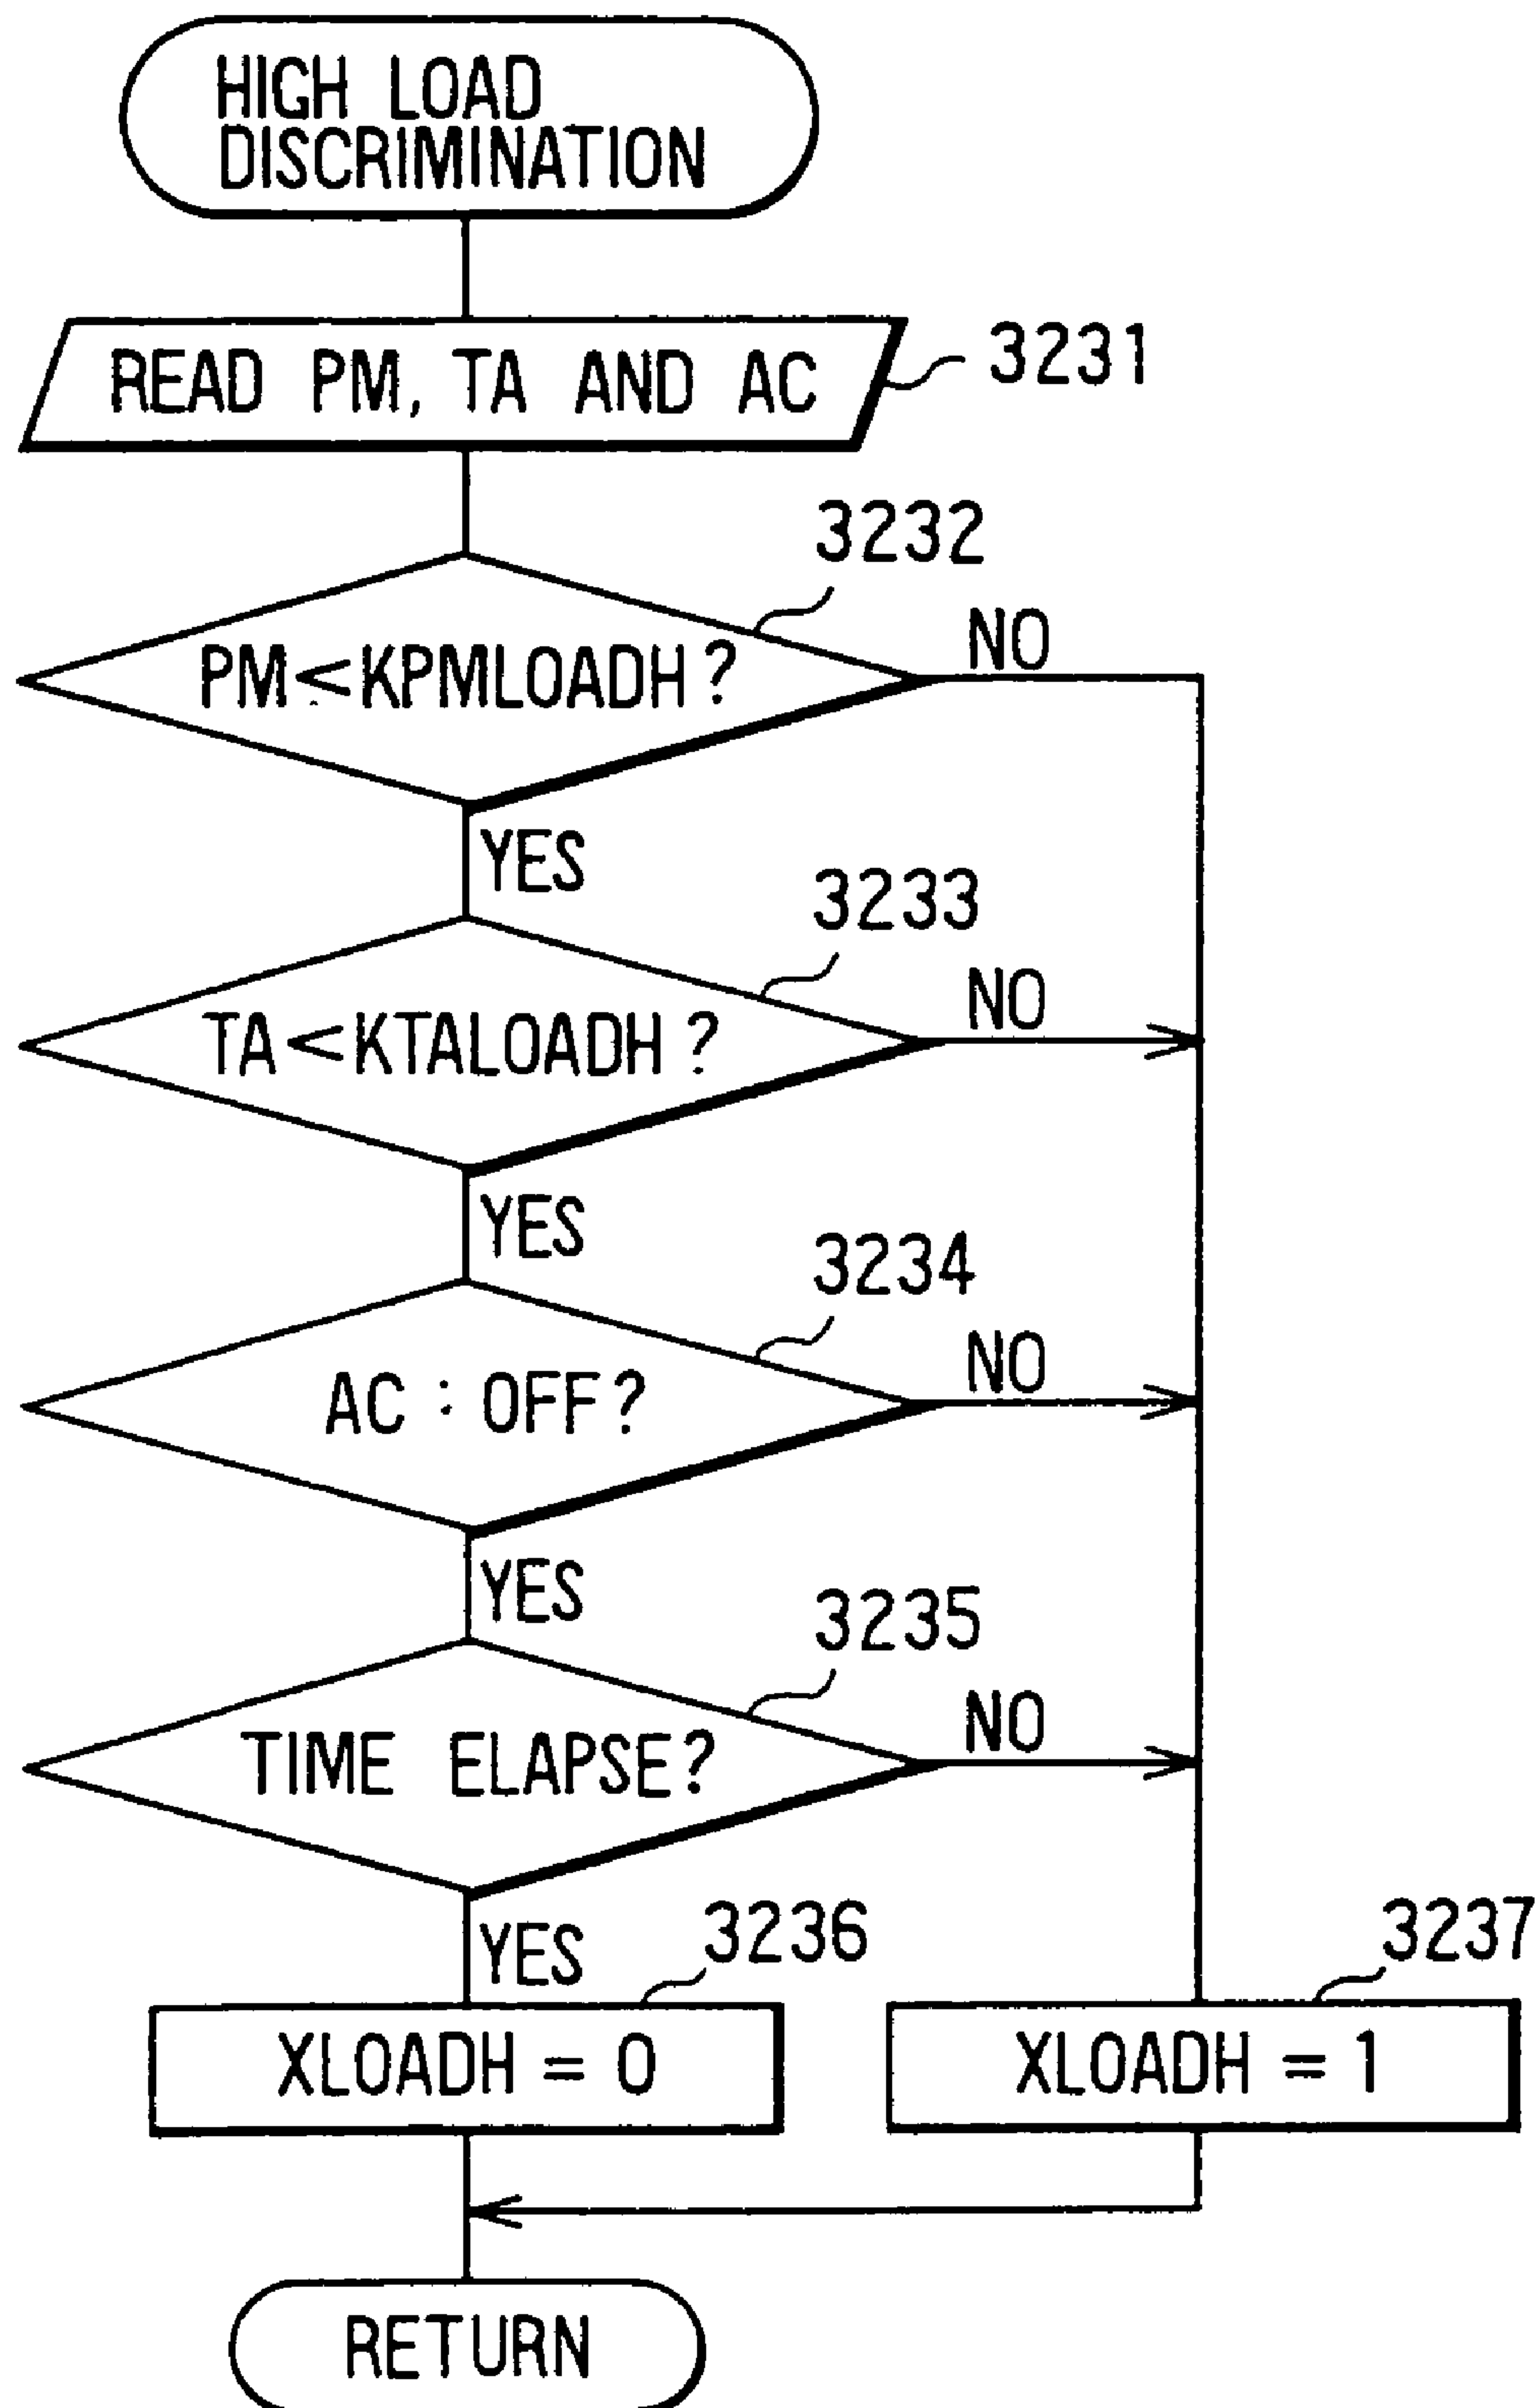 HIGH LOAD
DISCRIMINATION
READ PM, TA AND AC
3231
3232
PM<KPMLOADH?
NO
YES
3233
TA<KTALOADH?
NO
YES
3234
AC : OFF?
NO
YES
3235
TIME ELAPSE?
NO
YES
3236
3237
XLOADH = 0
XLOADH = 1
RETURN